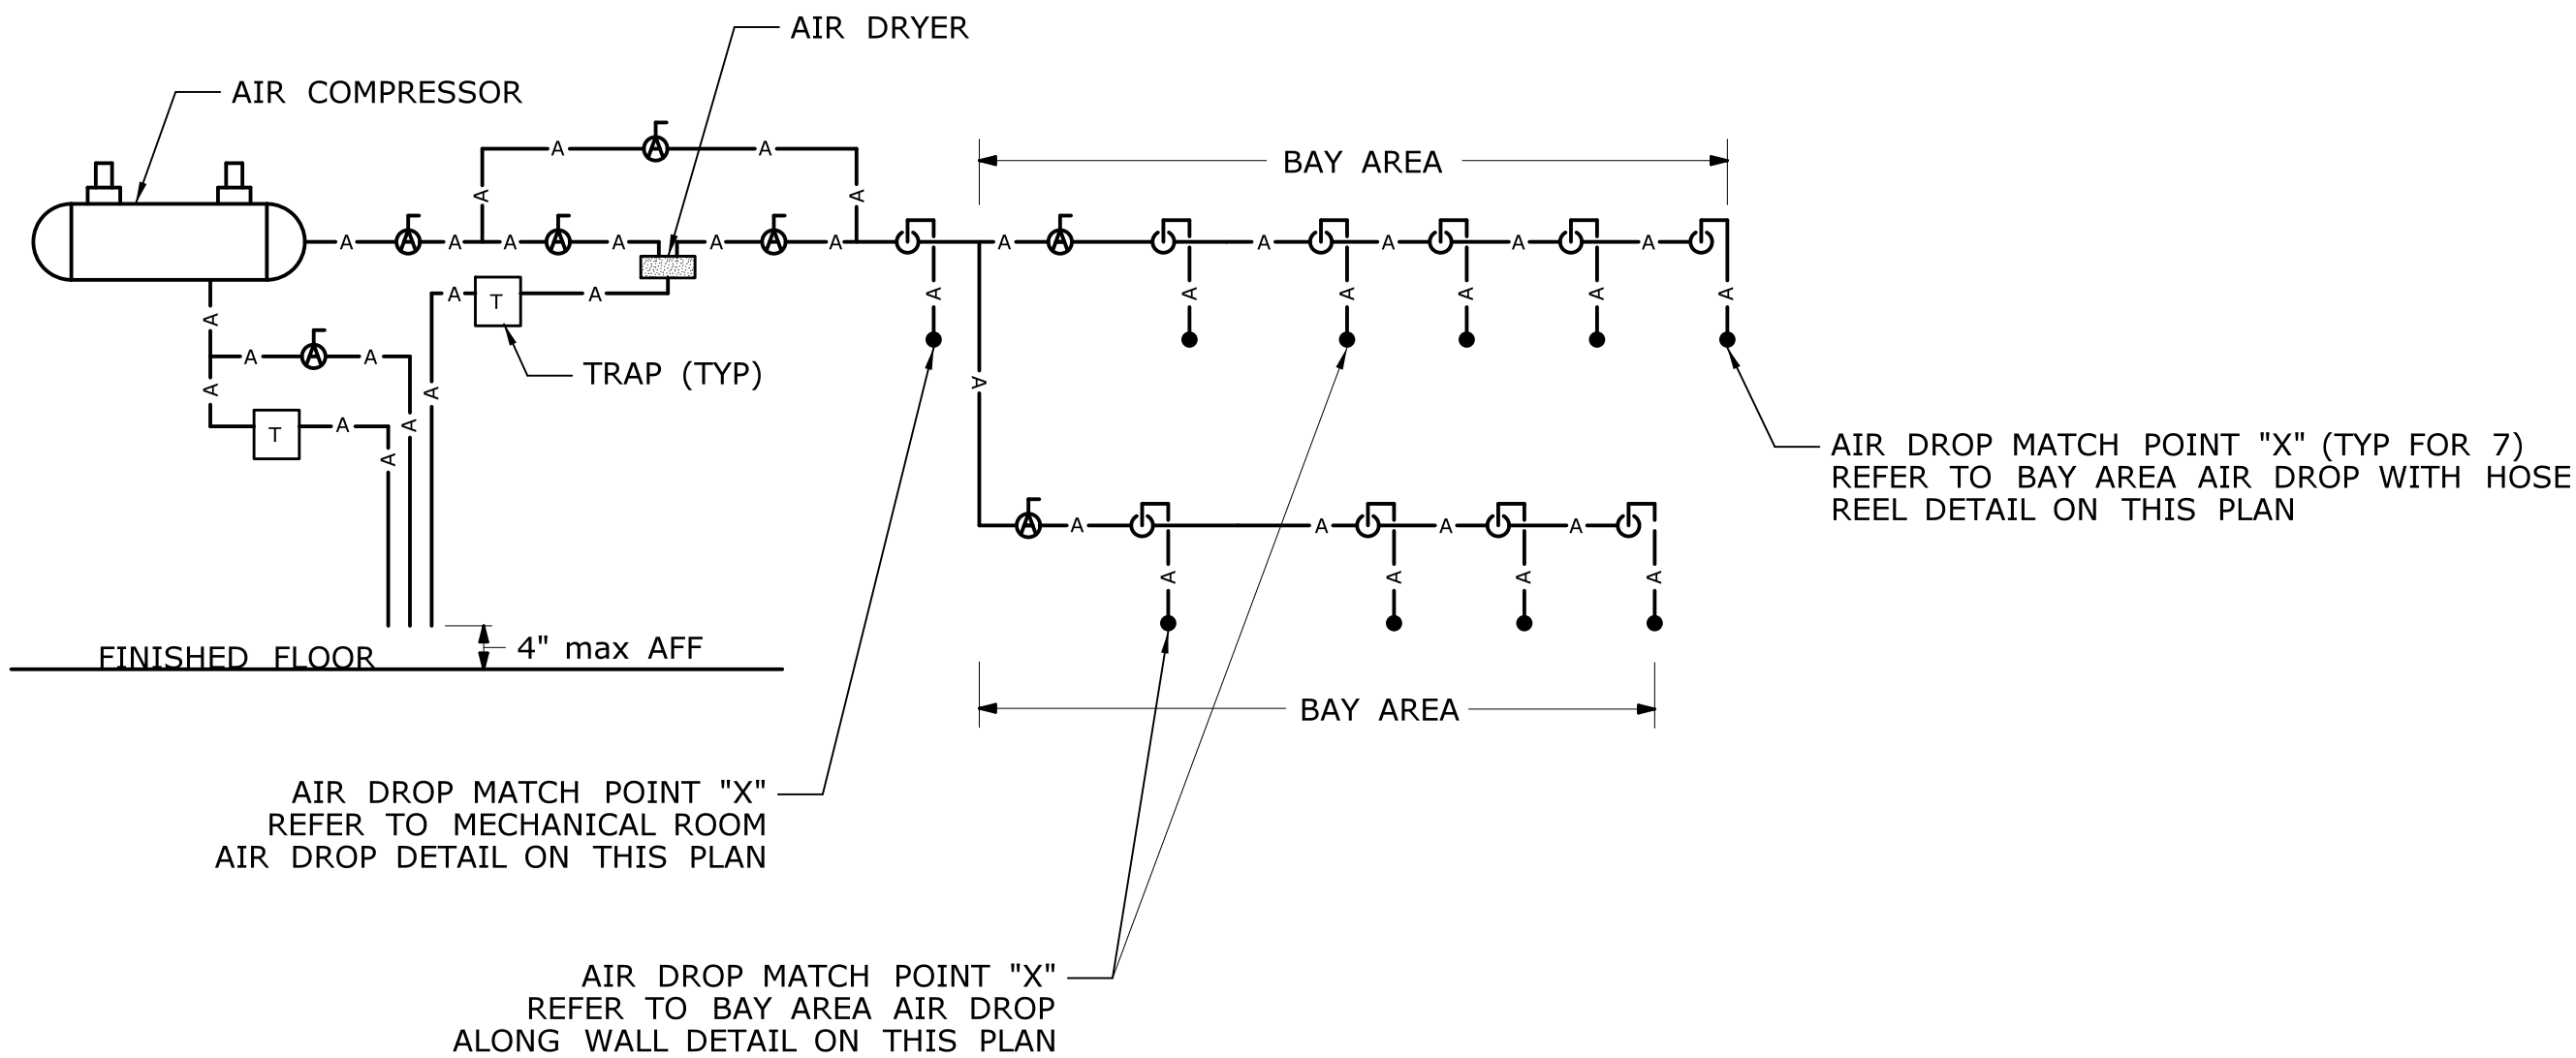 AIR DRYER
AIR COMPRESSOR
A A
BAY AREA
A A
A A A A A A A A A A A
A T A
A A A A A A
A
A A
TRAP (TYP)
A
A A
T A A
A
AIR DROP MATCH POINT "X" (TYP FOR 7)
REFER TO BAY AREA AIR DROP WITH HOSE
REEL DETAIL ON THIS PLAN
A A A A
A A A A
FINISHED FLOOR
4" max AFF
BAY AREA
AIR DROP MATCH POINT "X"
REFER TO MECHANICAL ROOM
AIR DROP DETAIL ON THIS PLAN
AIR DROP MATCH POINT "X"
REFER TO BAY AREA AIR DROP
ALONG WALL DETAIL ON THIS PLAN